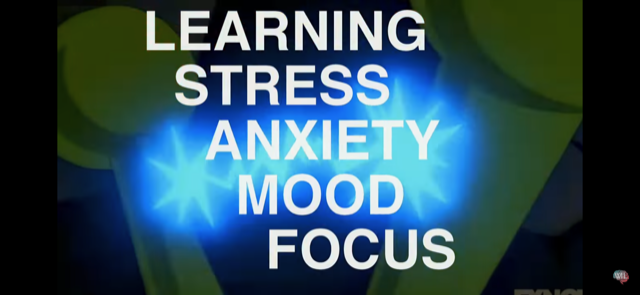 LEARNING
STRESS
ANXIETY
MOOD
FOCUS